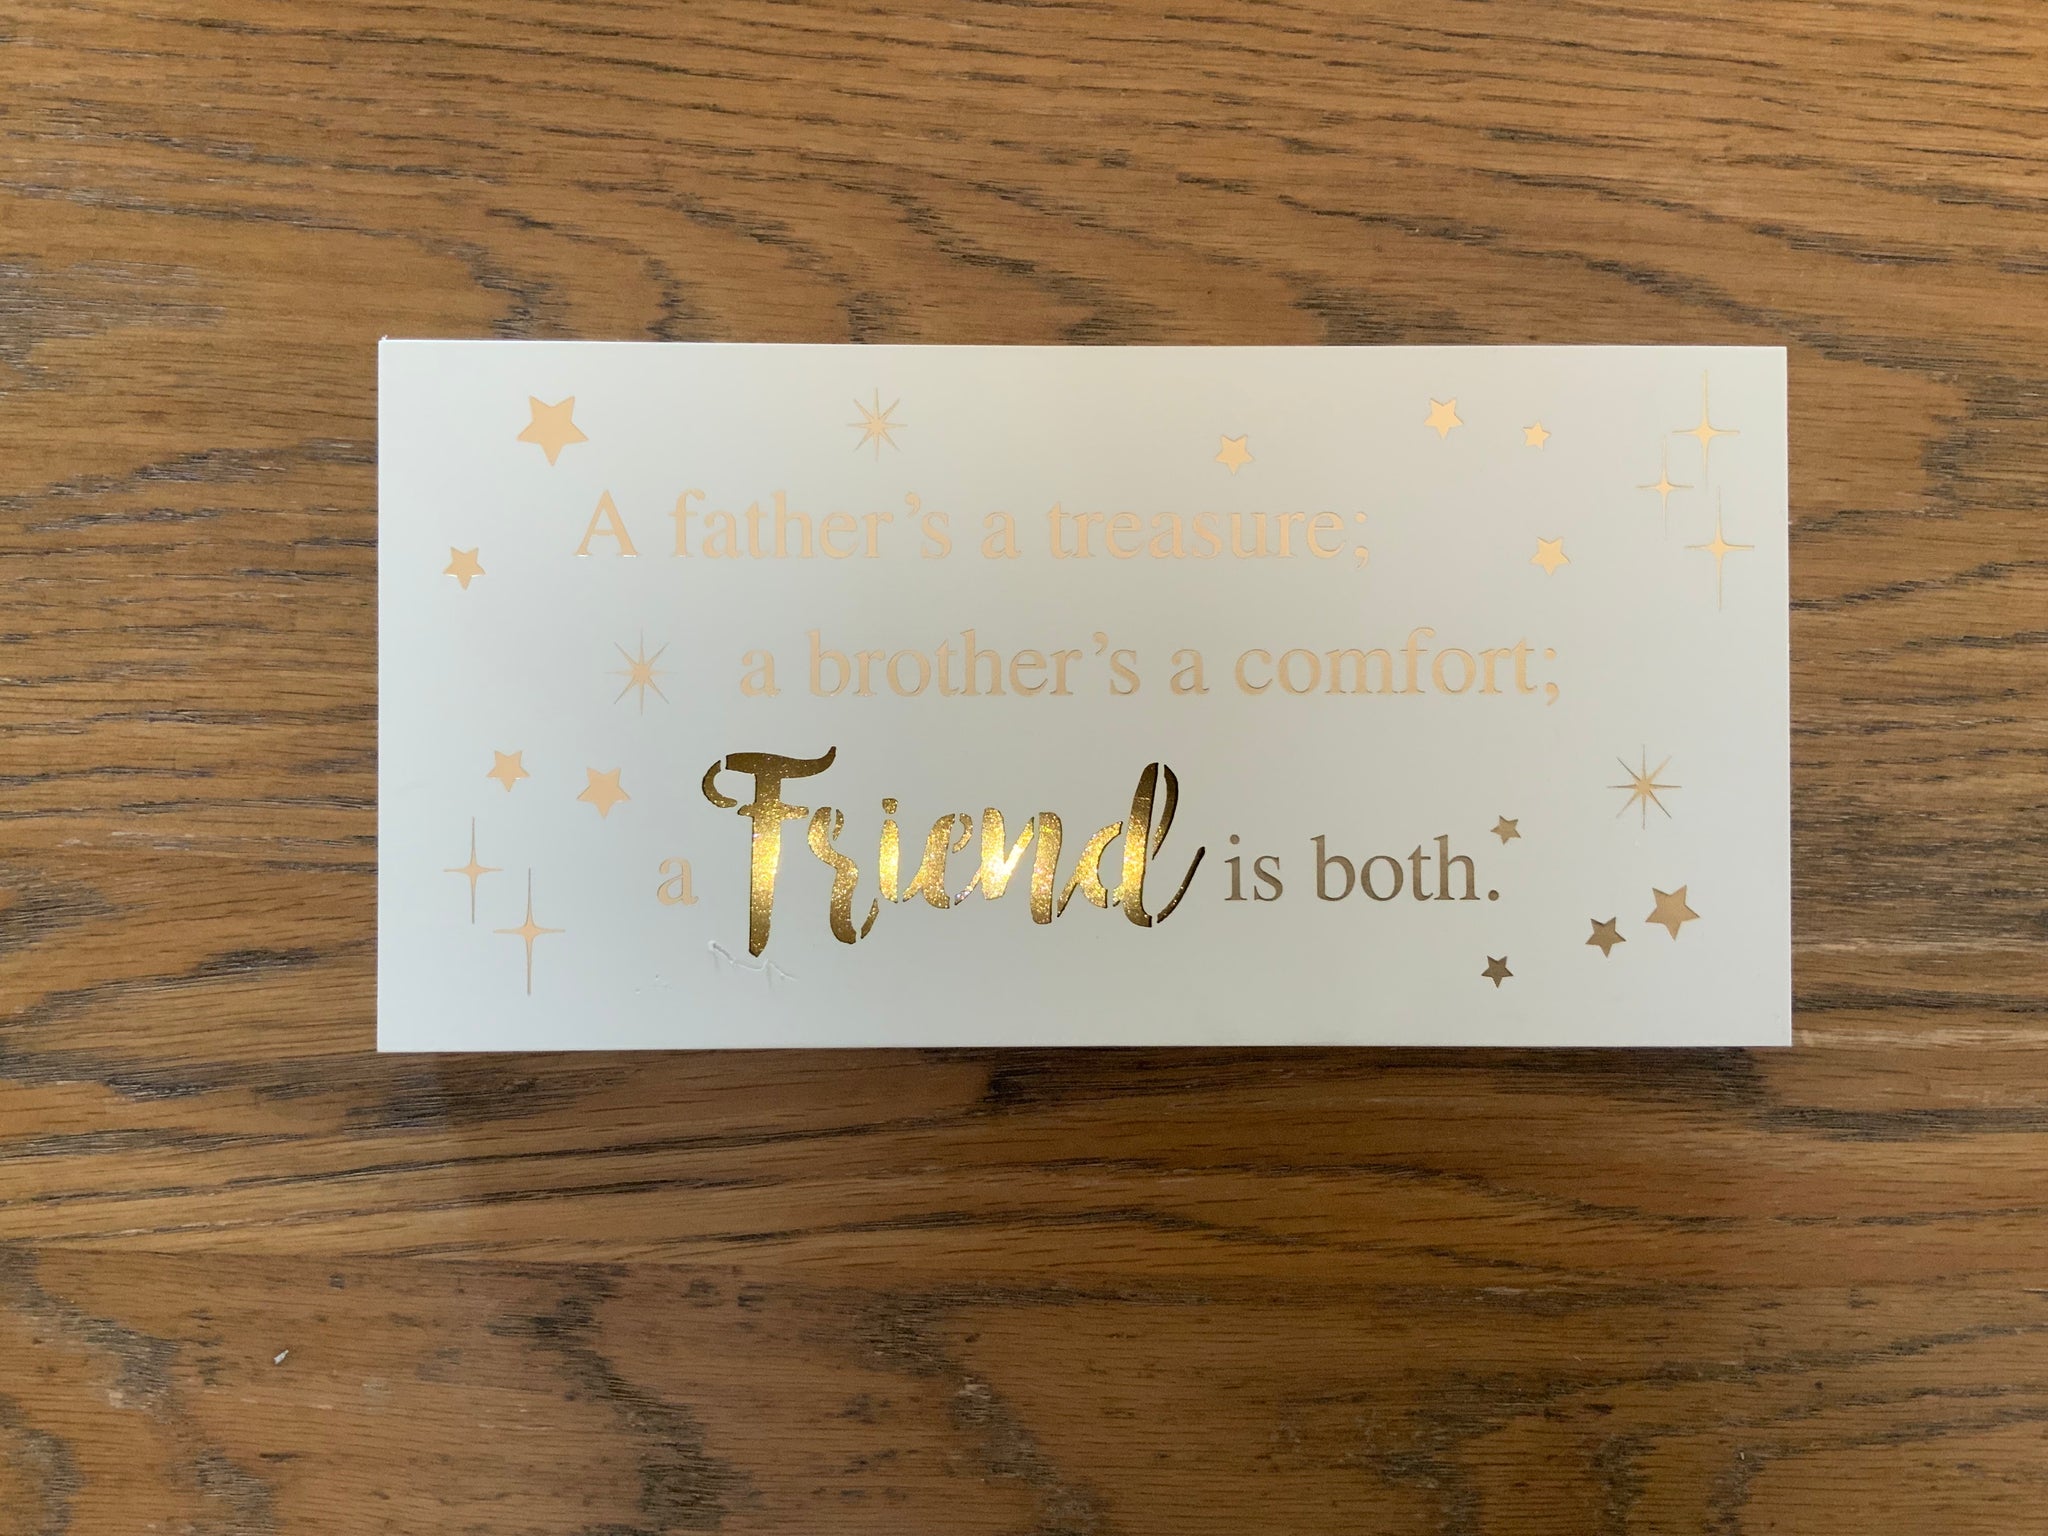 A father’s a treasure;
a brother’s a comfort;
a Friend is both.